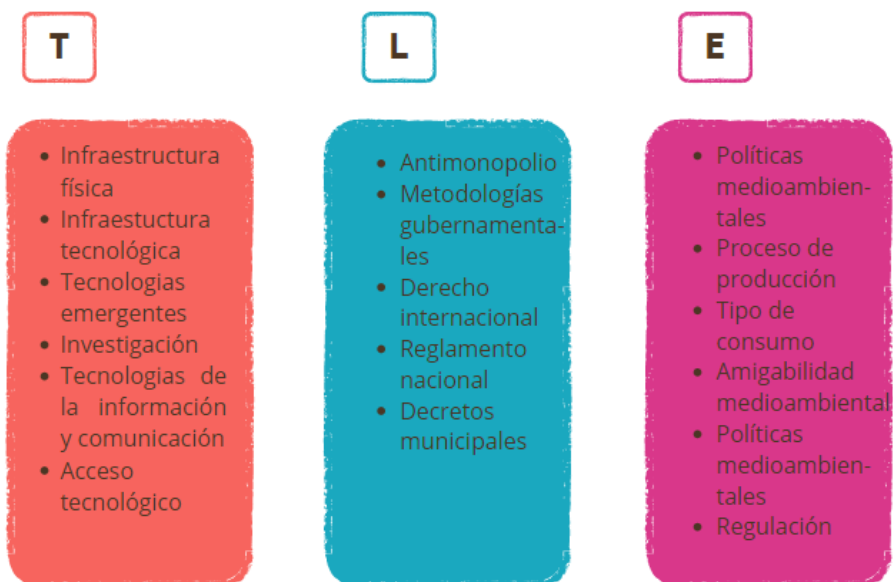 T
• Infraestructura
física
• Infraestuctura
tecnológica
• Tecnologias
emergentes
• Investigación
• Tecnologias de
la información
y comunicación
• Acceso
tecnológico
L
• Antimonopolio
• Metodologías
gubernamenta-
les
• Derecho
internacional
• Reglamento
nacional
• Decretos
municipales
E
• Políticas
medioambien-
tales
• Proceso de
producción
• Tipo de
consumo
• Amigabilidad
medioambiental
• Políticas
medioambien-
tales
• Regulación